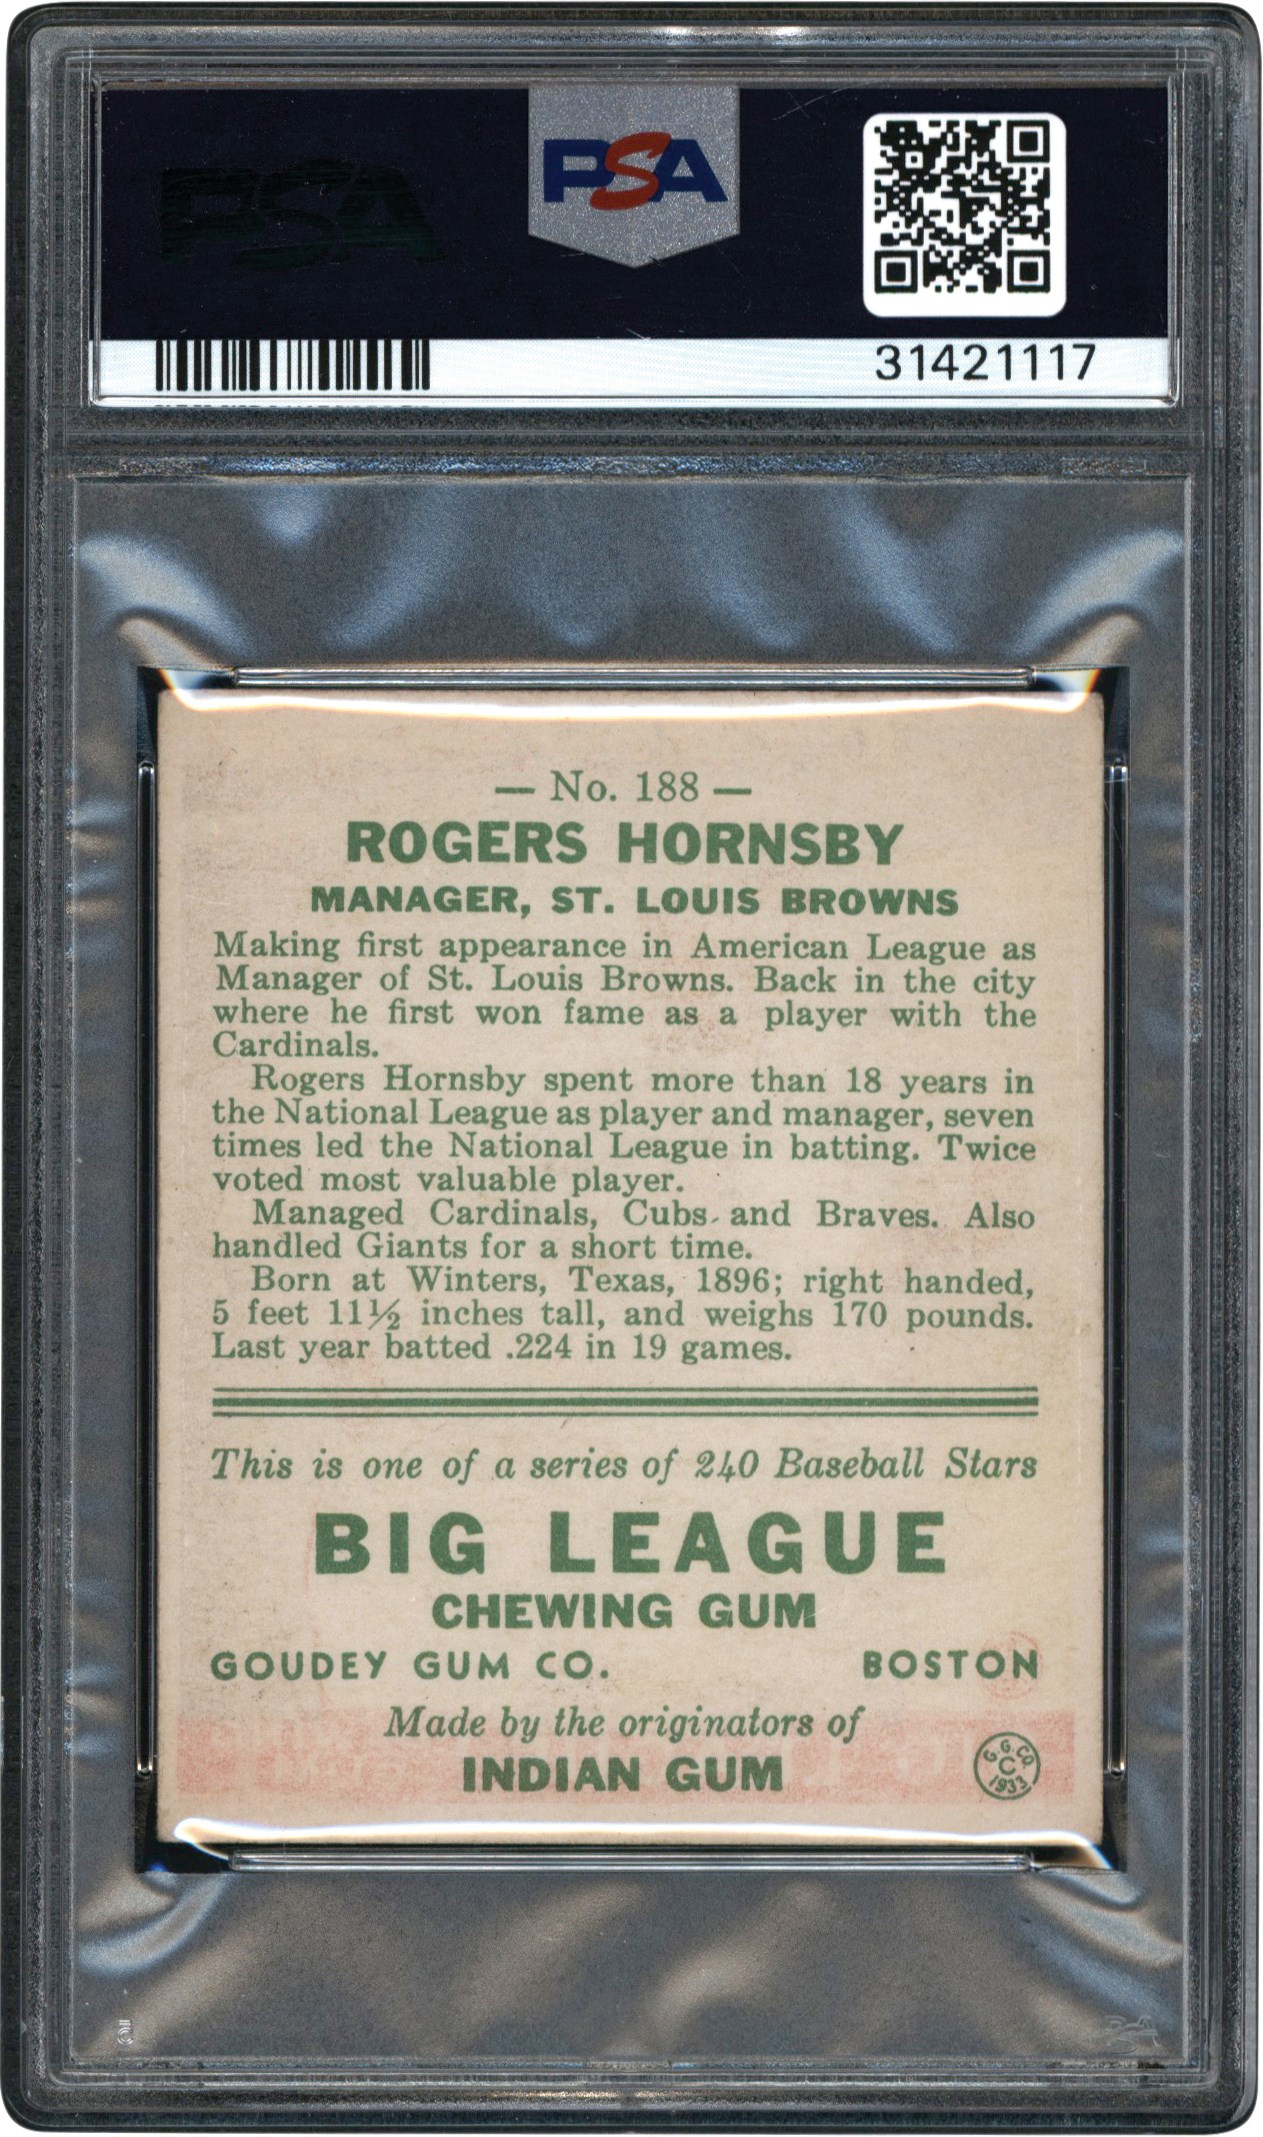 PSA
PSA
31421117
— No. 188 —
ROGERS HORNSBY
MANAGER, ST. LOUIS BROWNS
Making first appearance in American League as
Manager of St. Louis Browns. Back in the city
where he first won fame as a player with the
Cardinals.
Rogers Hornsby spent more than 18 years in
the National League as player and manager, seven
times led the National League in batting. Twice
voted most valuable player.
Managed Cardinals, Cubs and Braves. Also
handled Giants for a short time.
Born at Winters, Texas, 1896; right handed,
5 feet 11½ inches tall, and weighs 170 pounds.
Last year batted .224 in 19 games.
This is one of a series of 240 Baseball Stars
BIG LEAGUE
CHEWING GUM
GOUDEY GUM CO. BOSTON
Made by the originators of
INDIAN GUM
G.G.CO.
C
1933